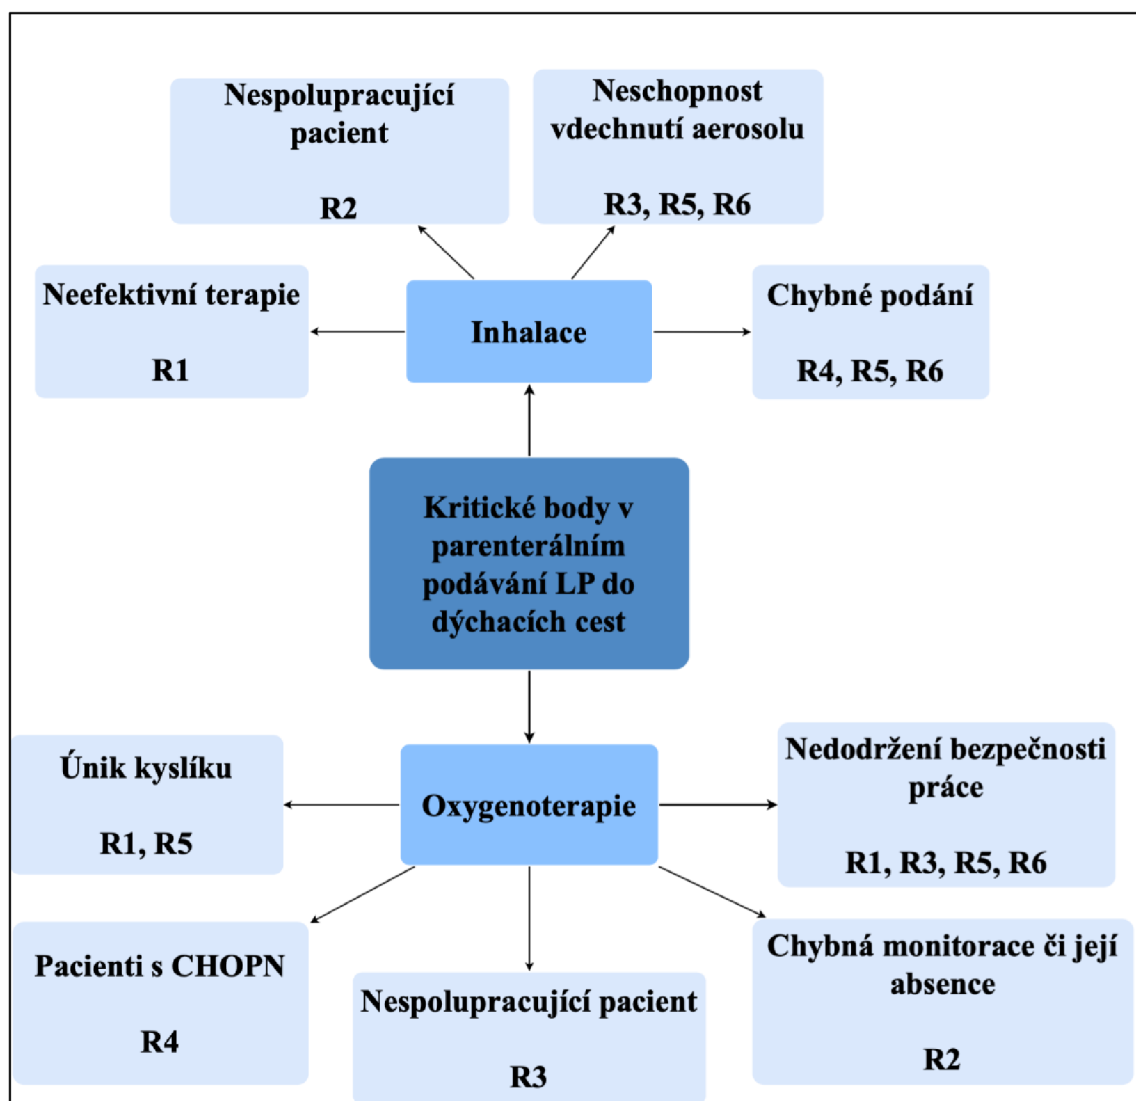 Nespolupracující
pacient
R2
Neschopnost
vdechnutí aerosolu
R3, R5, R6
Neefektivní terapie
R1
Inhalace
Chybné podání
R4, R5, R6
Kritické body v
parenterálním
podávání LP do
dýchacích cest
Únik kyslíku
R1, R5
Oxygenoterapie
Nedodržení bezpečnosti
práce
R1, R3, R5, R6
Pacienti s CHOPN
R4
Nespolupracující pacient
R3
Chybná monitorace či její
absence
R2